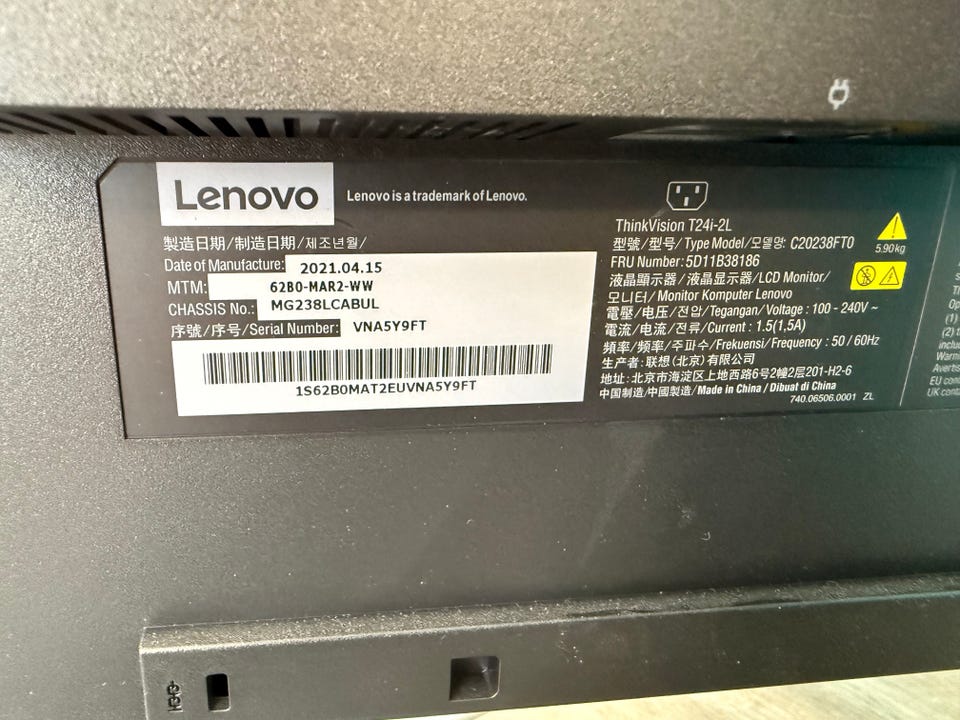 Lenovo
Lenovo is a trademark of Lenovo.
製造日期/制造日期/제조년월/
Date of Manufacture: 2021.04.15
MTM: 62B0-MAR2-WW
CHASSIS No.: MG238LCABUL
序號/序号/Serial Number: VNA5Y9FT
1S62B0MAT2EUVNA5Y9FT
ThinkVision T24i-2L
型號/型号/Type Model/모델명: C20238FT0
FRU Number: 5D11B38186
液晶顯示器/液晶显示器/LCD Monitor/
모니터/Monitor Komputer Lenovo
電壓/电压/전압/Tegangan/Voltage : 100 - 240V ~
電流/电流/전류/Current : 1.5(1,5A)
頻率/频率/주파수/Frekuensi/Frequency : 50 / 60Hz
生产者: 联想(北京)有限公司
地址: 北京市海淀区上地西路6号2幢2层201-H2-6
中国制造/中國製造/Made in China / Dibuat di China
740.06506.0001 ZL
5.90kg
(1)
(2)
EU